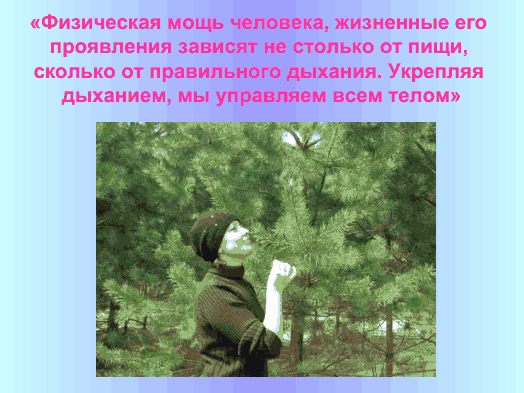 «Физическая мощь человека, жизненные его
проявления зависят не столько от пищи,
сколько от правильного дыхания. Укрепляя
дыханием, мы управляем всем телом»